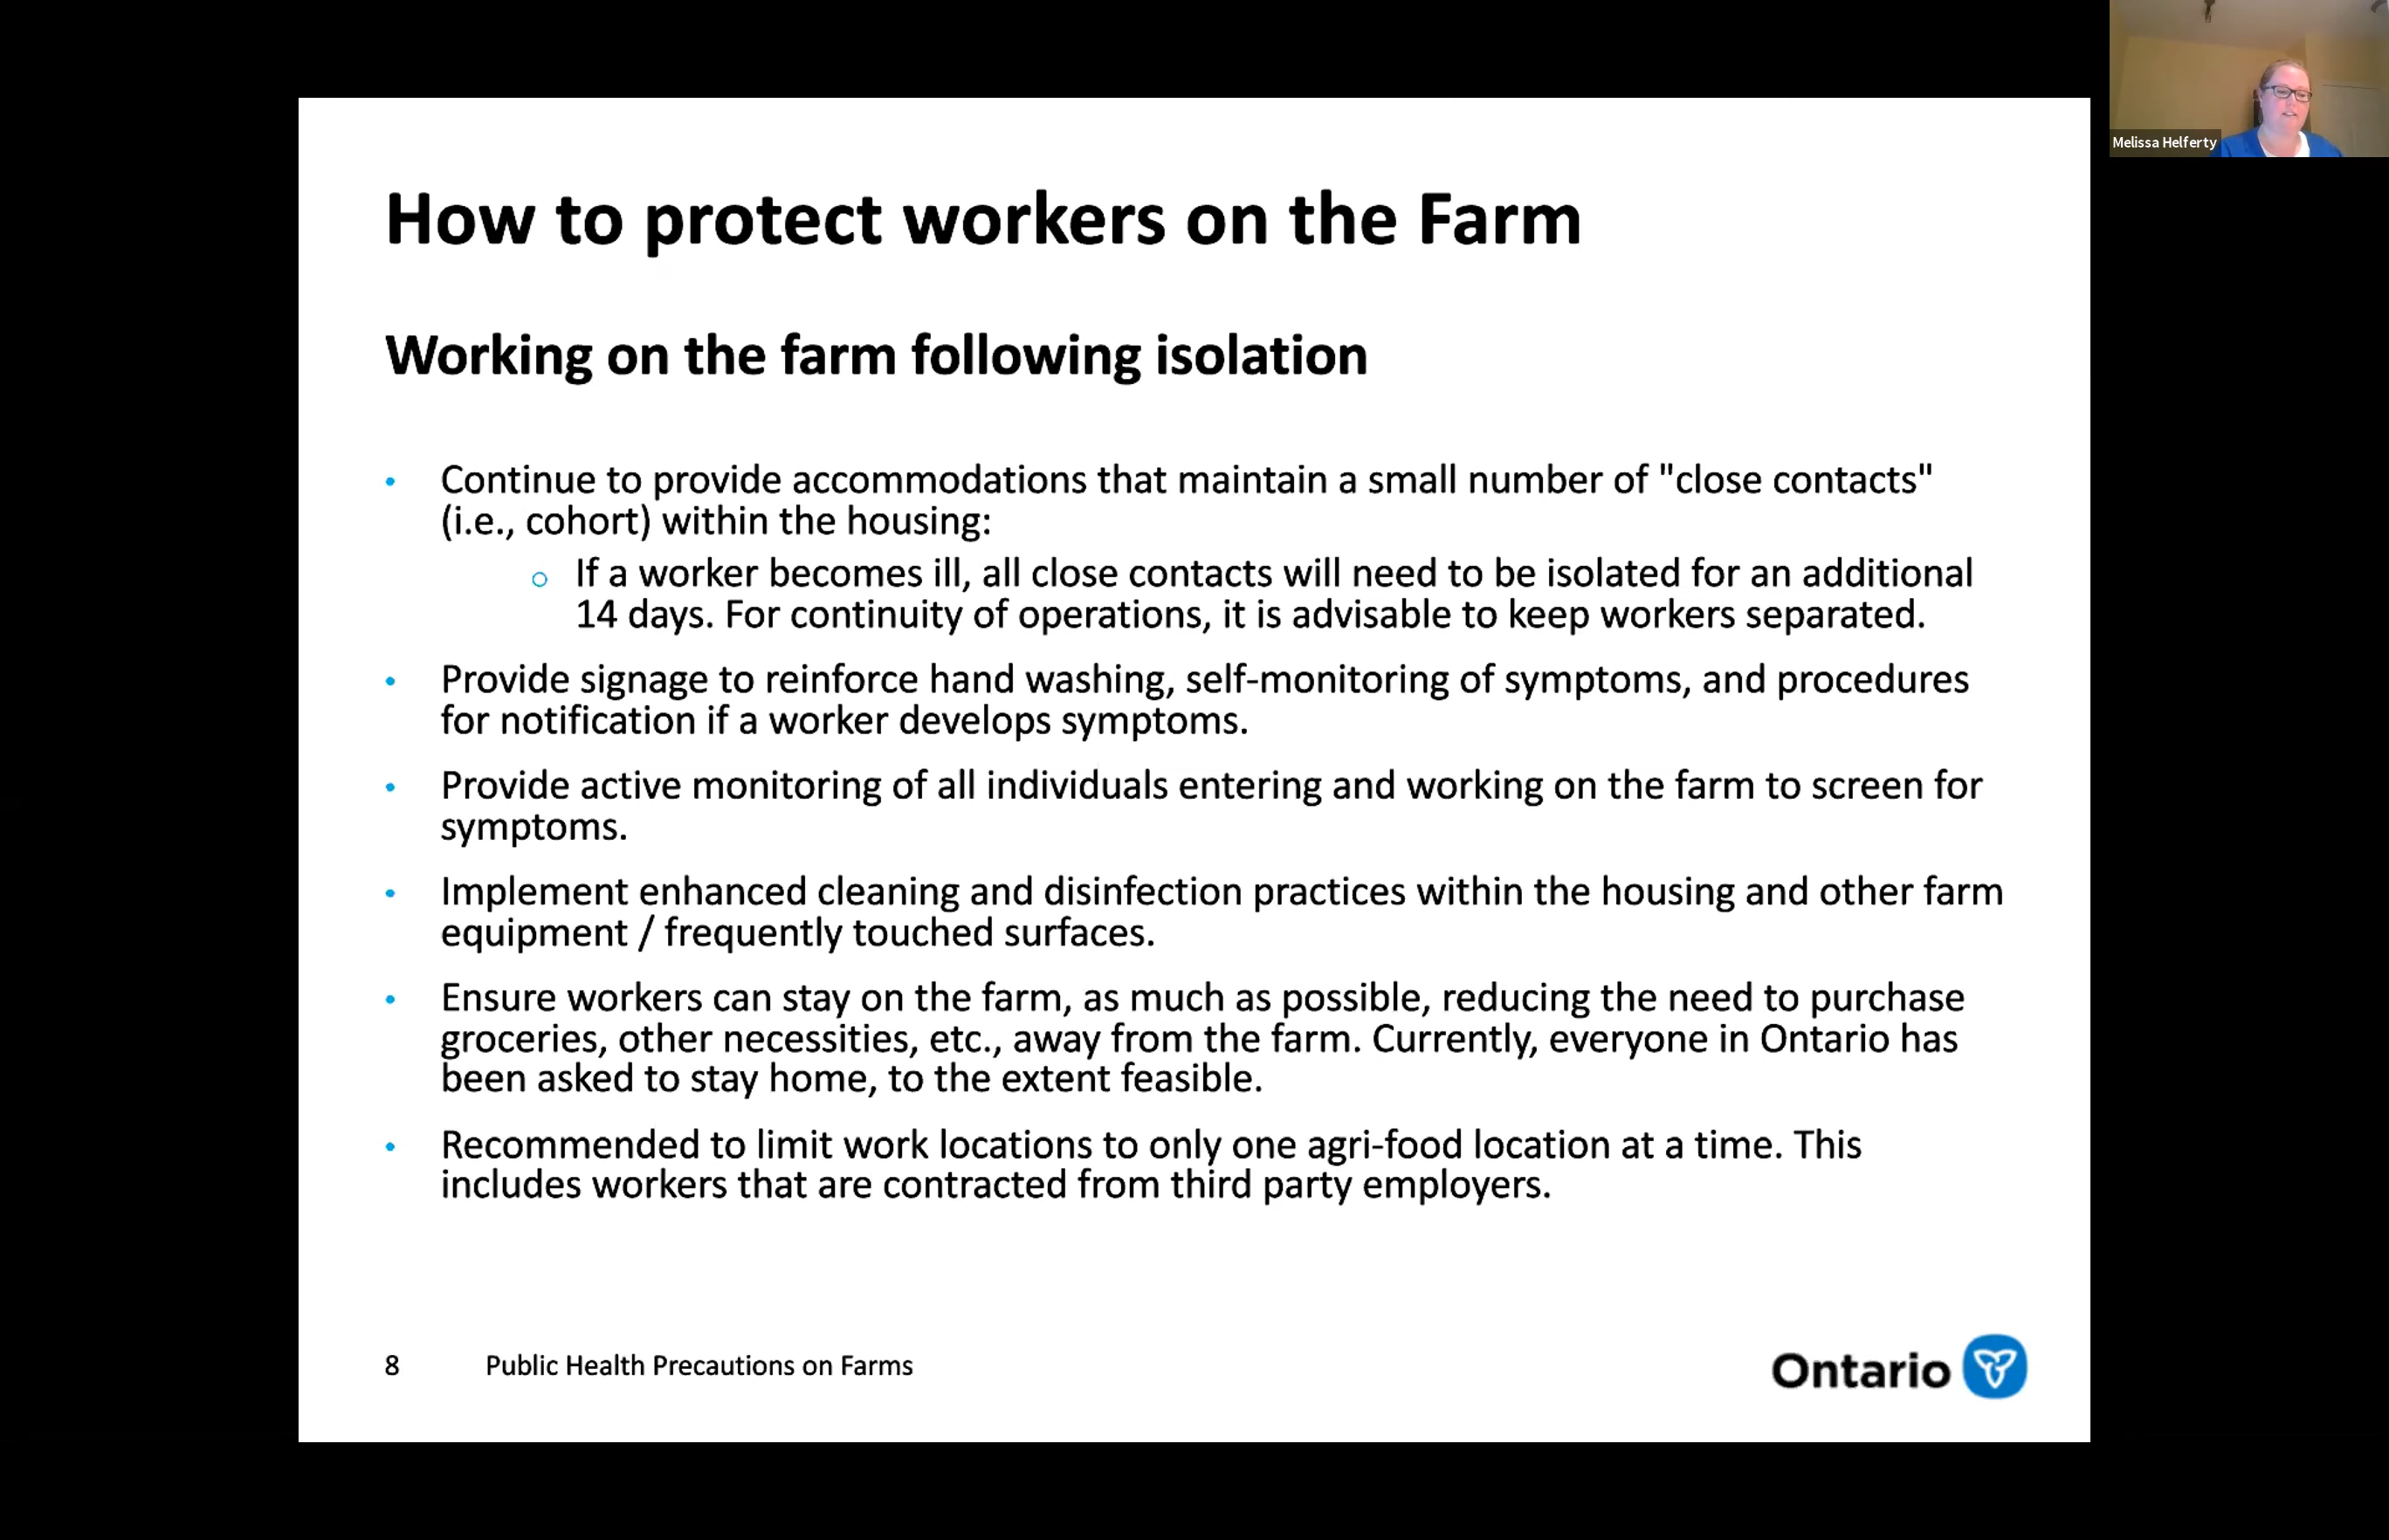 Melissa Helferty
How to protect workers on the Farm
Working on the farm following isolation
• Continue to provide accommodations that maintain a small number of "close contacts"
(i.e., cohort) within the housing:
○ If a worker becomes ill, all close contacts will need to be isolated for an additional
14 days. For continuity of operations, it is advisable to keep workers separated.
• Provide signage to reinforce hand washing, self-monitoring of symptoms, and procedures
for notification if a worker develops symptoms.
• Provide active monitoring of all individuals entering and working on the farm to screen for
symptoms.
• Implement enhanced cleaning and disinfection practices within the housing and other farm
equipment / frequently touched surfaces.
• Ensure workers can stay on the farm, as much as possible, reducing the need to purchase
groceries, other necessities, etc., away from the farm. Currently, everyone in Ontario has
been asked to stay home, to the extent feasible.
• Recommended to limit work locations to only one agri-food location at a time. This
includes workers that are contracted from third party employers.
8 Public Health Precautions on Farms
Ontario